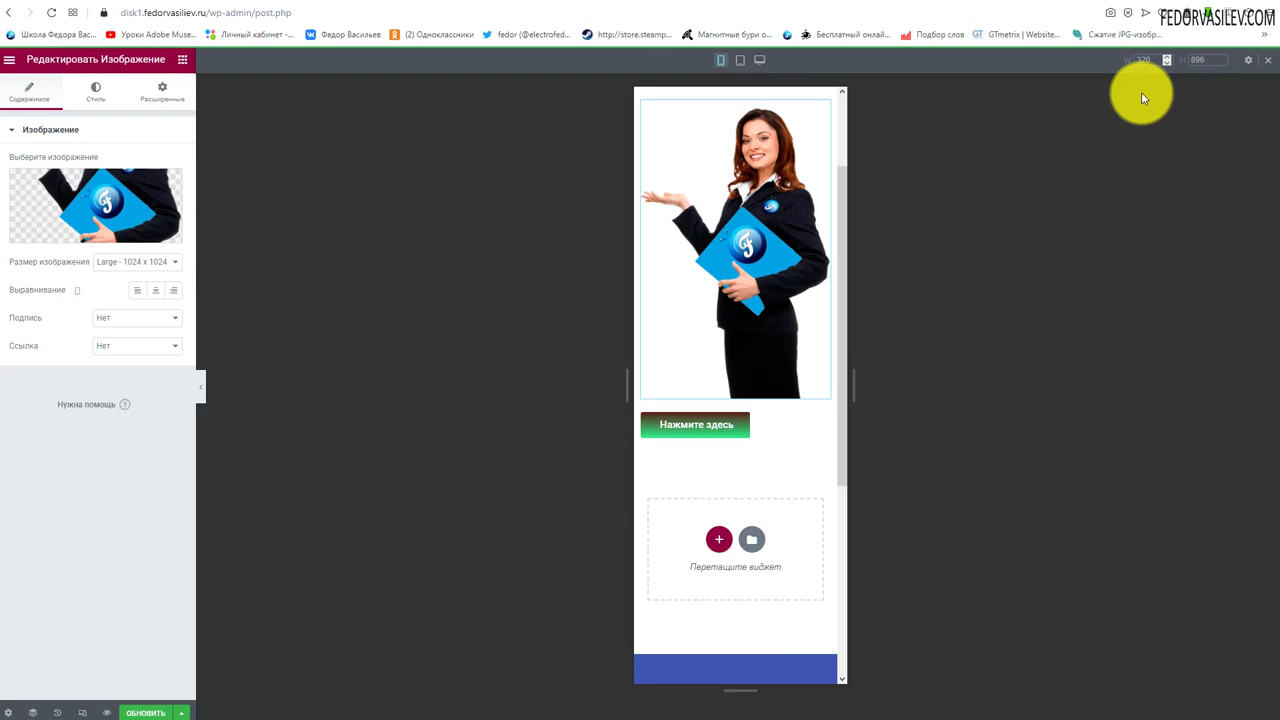 disk1.fedorvasiliev.ru/wp-admin/post.php
FEDORVASILEV.COM
Школа Федора Вас...
Уроки Adobe Muse...
Личный кабинет -...
Федор Васильев
(2) Одноклассники
fedor (@electrofed...
http://store.steamp...
Магнитные бури о...
Бесплатный онлай...
Подбор слов
GTmetrix | Website...
Сжатие JPG-изобр...
»
Редактировать Изображение
W 320
H 896
Содержимое
Стиль
Расширенные
Изображение
Выберите изображение
Размер изображения
Large - 1024 x 1024
Выравнивание
Подпись
Нет
Ссылка
Нет
Нужна помощь ?
Нажмите здесь
Перетащите виджет
ОБНОВИТЬ